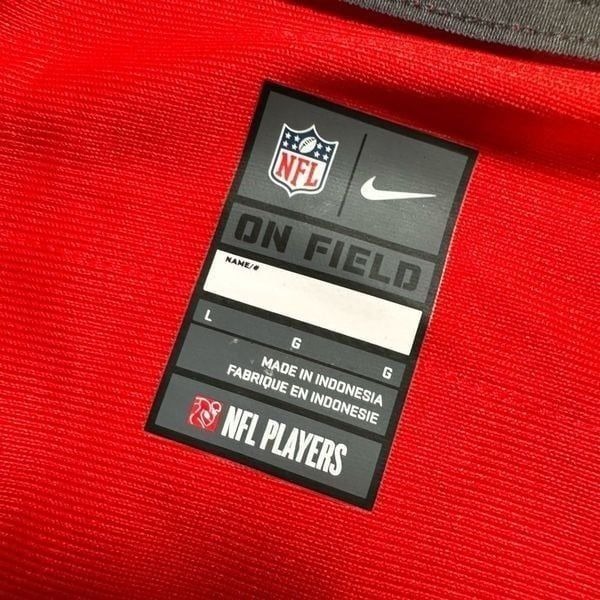 NFL
ON FIELD
NAME/#
L G G
MADE IN INDONESIA
FABRIQUE EN INDONESIE
NFL PLAYERS